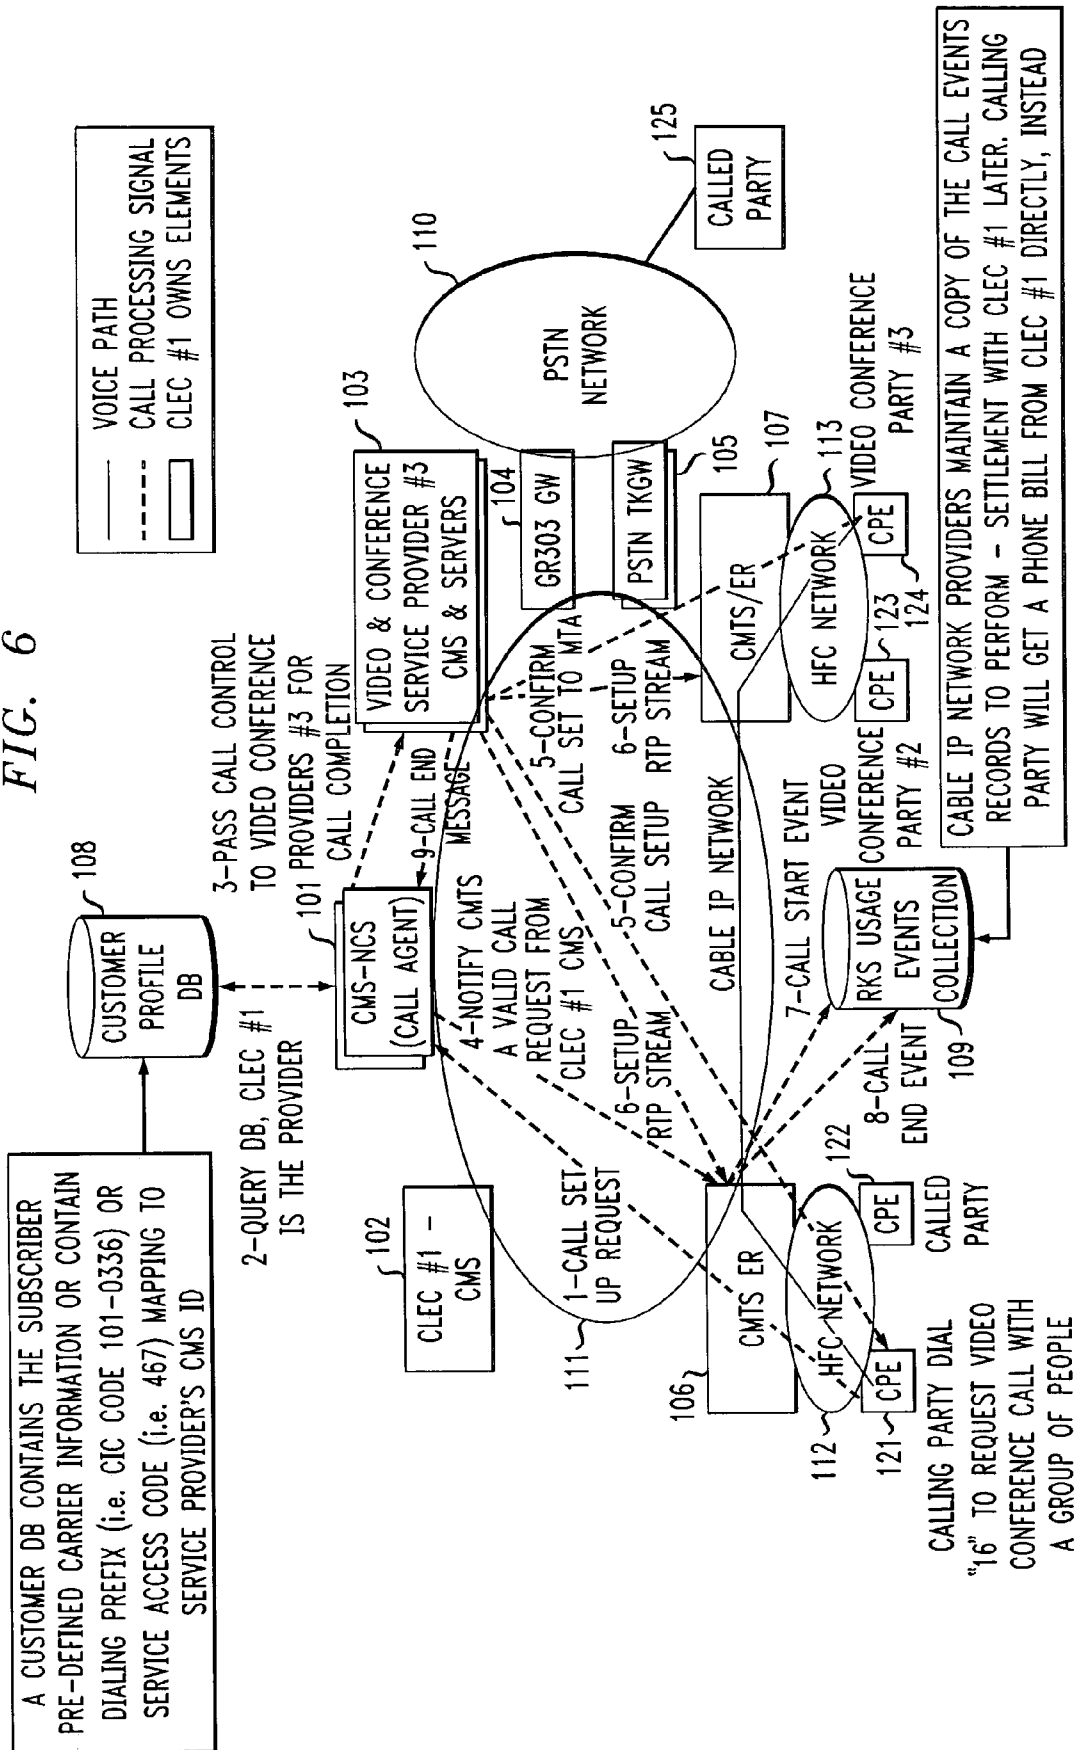 FIG. 6
A CUSTOMER DB CONTAINS THE SUBSCRIBER
PRE-DEFINED CARRIER INFORMATION OR CONTAIN
DIALING PREFIX (i.e. CIC CODE 101-0336) OR
SERVICE ACCESS CODE (i.e. 467) MAPPING TO
SERVICE PROVIDER'S CMS ID
CUSTOMER
PROFILE
DB
108
VOICE PATH
CALL PROCESSING SIGNAL
CLEC #1 OWNS ELEMENTS
2-QUERY DB, CLEC #1
IS THE PROVIDER
3-PASS CALL CONTROL
TO VIDEO CONFERENCE
PROVIDERS #3 FOR
CALL COMPLETION
101
CMS-NCS
(CALL AGENT)
102
CLEC #1 -
CMS
103
VIDEO & CONFERENCE
SERVICE PROVIDER #3
CMS & SERVERS
9-CALL END
MESSAGE
104
GR303 GW
PSTN TKGW
105
110
PSTN
NETWORK
125
CALLED
PARTY
111
1-CALL SET
UP REQUEST
4-NOTIFY CMTS
A VALID CALL
REQUEST FROM
CLEC #1 CMS
6-SETUP
RTP STREAM
5-CONFIRM
CALL SETUP
5-CONFIRM
CALL SET TO MTA
6-SETUP
RTP STREAM
CABLE IP NETWORK
106
CMTS ER
CMTS/ER
107
112
HFC NETWORK
HFC NETWORK
113
121
CPE
CPE
122
CALLED
PARTY
CPE
123
CPE
124
7-CALL START EVENT
8-CALL
END EVENT
RKS USAGE
EVENTS
COLLECTION
109
VIDEO
CONFERENCE
PARTY #2
VIDEO CONFERENCE
PARTY #3
CALLING PARTY DIAL
"16" TO REQUEST VIDEO
CONFERENCE CALL WITH
A GROUP OF PEOPLE
CABLE IP NETWORK PROVIDERS MAINTAIN A COPY OF THE CALL EVENTS
RECORDS TO PERFORM - SETTLEMENT WITH CLEC #1 LATER. CALLING
PARTY WILL GET A PHONE BILL FROM CLEC #1 DIRECTLY, INSTEAD